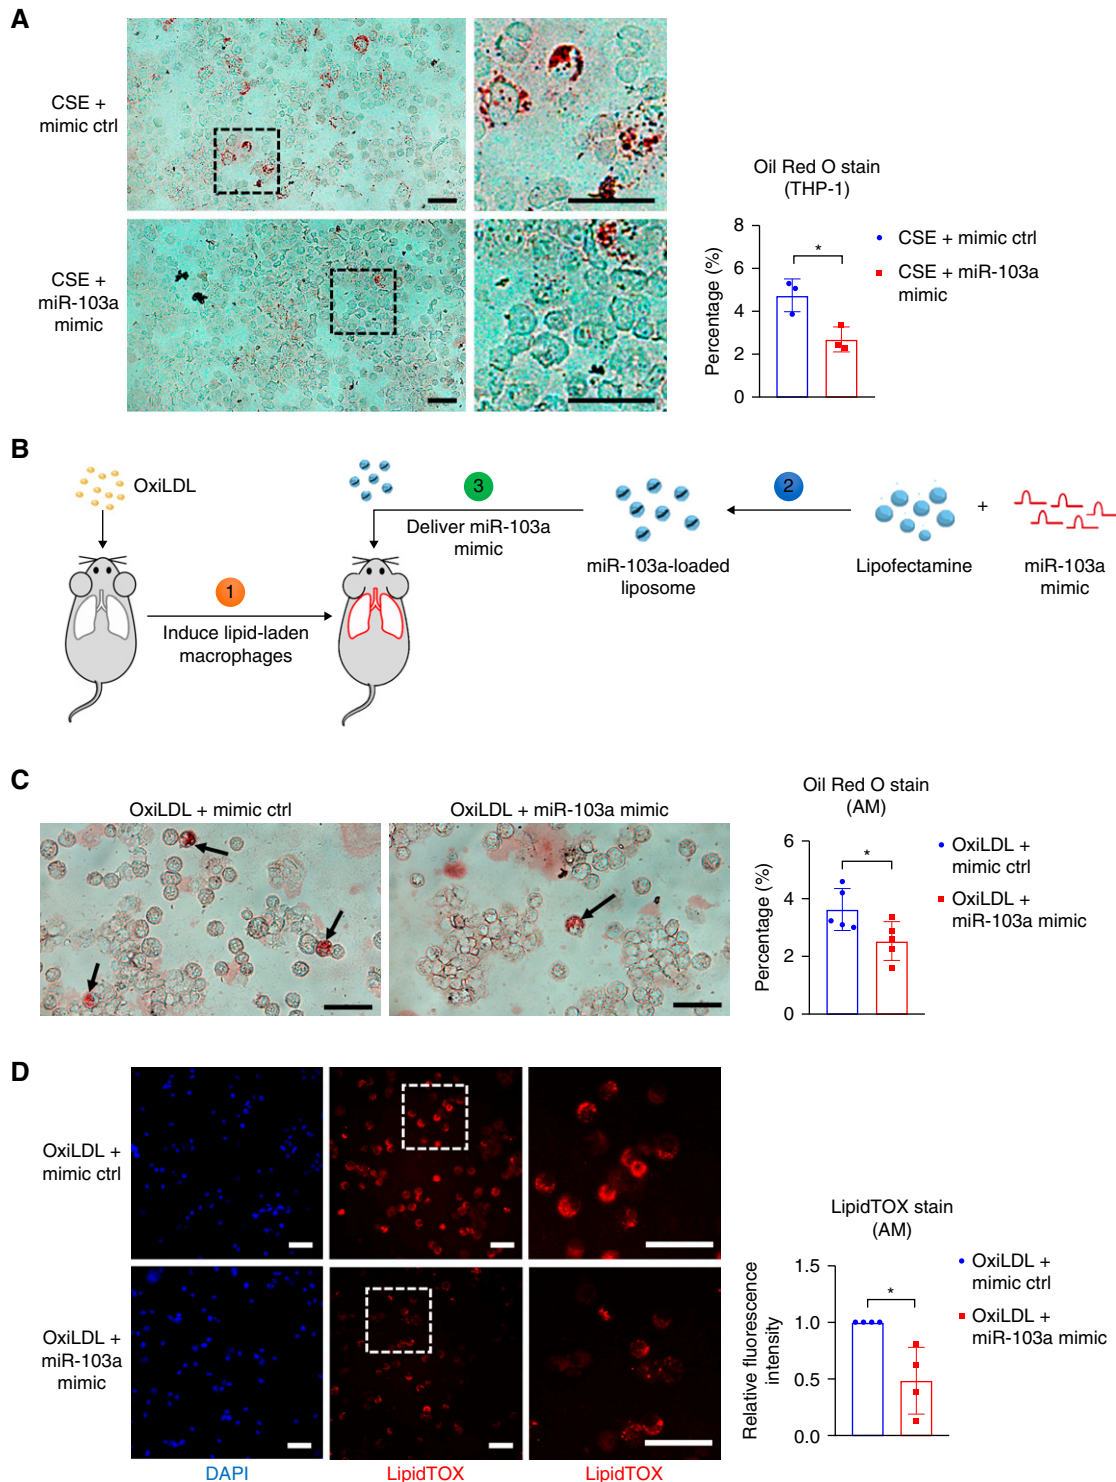 A
CSE +
mimic ctrl
CSE +
miR-103a
mimic
Oil Red O stain
(THP-1)
Percentage (%)
8
6
4
2
0
*
CSE + mimic ctrl
CSE + miR-103a
mimic
B
OxiLDL
1
Induce lipid-laden
macrophages
3
Deliver miR-103a
mimic
miR-103a-loaded
liposome
2
Lipofectamine
+
miR-103a
mimic
C
OxiLDL + mimic ctrl
OxiLDL + miR-103a mimic
Oil Red O stain
(AM)
Percentage (%)
6
4
2
0
*
OxiLDL +
mimic ctrl
OxiLDL +
miR-103a mimic
D
OxiLDL +
mimic ctrl
OxiLDL +
miR-103a
mimic
DAPI
LipidTOX
LipidTOX
LipidTOX stain
(AM)
Relative fluorescence
intensity
1.5
1.0
0.5
0.0
*
OxiLDL +
mimic ctrl
OxiLDL +
miR-103a mimic